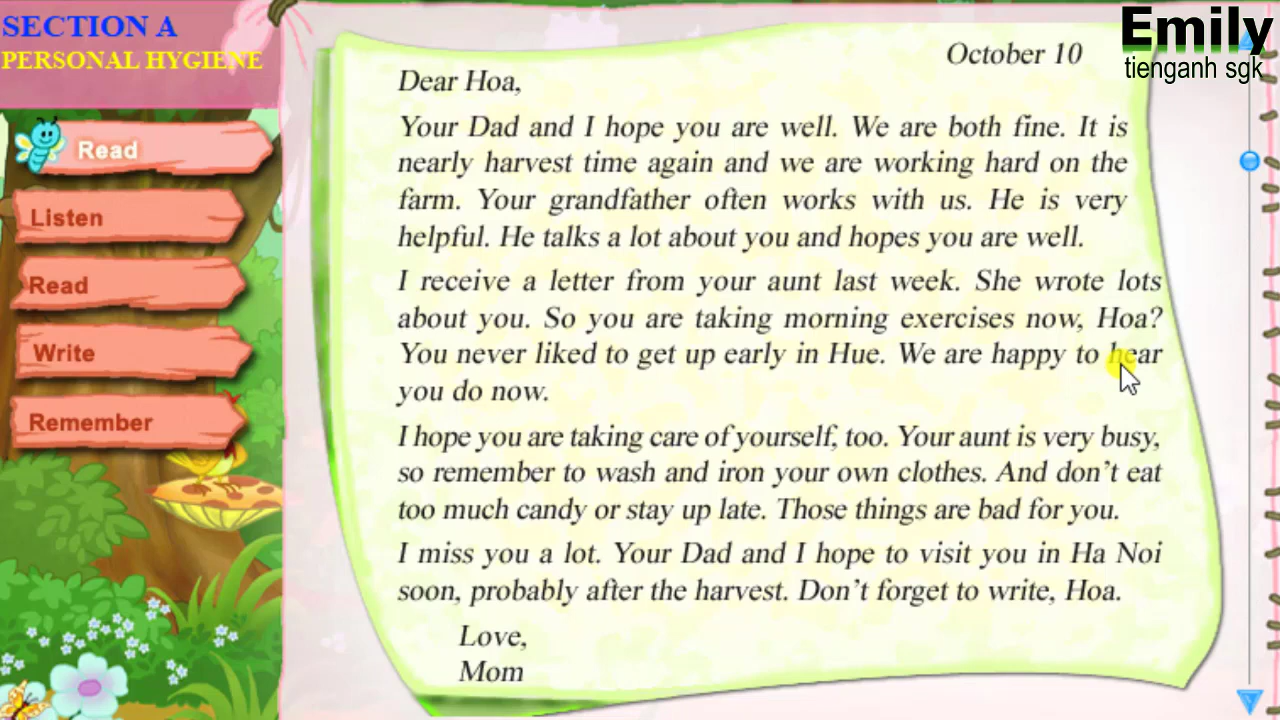 SECTION A
PERSONAL HYGIENE
Read
Listen
Read
Write
Remember
Emily
tienganh sgk
October 10
Dear Hoa,
Your Dad and I hope you are well. We are both fine. It is
nearly harvest time again and we are working hard on the
farm. Your grandfather often works with us. He is very
helpful. He talks a lot about you and hopes you are well.
I receive a letter from your aunt last week. She wrote lots
about you. So you are taking morning exercises now, Hoa?
You never liked to get up early in Hue. We are happy to hear
you do now.
I hope you are taking care of yourself, too. Your aunt is very busy,
so remember to wash and iron your own clothes. And don't eat
too much candy or stay up late. Those things are bad for you.
I miss you a lot. Your Dad and I hope to visit you in Ha Noi
soon, probably after the harvest. Don't forget to write, Hoa.
Love,
Mom